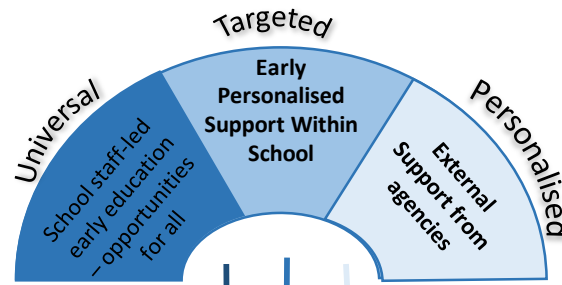 Universal
School staff-led
early education
– opportunities
for all
Targeted
Early
Personalised
Support Within
School
Personalised
External
Support from
agencies